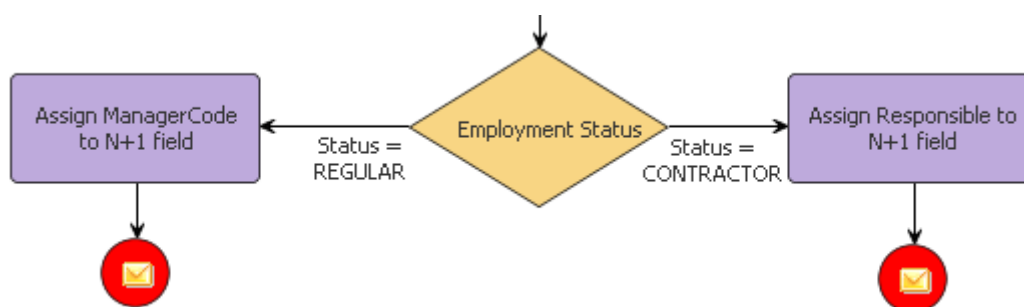 Assign ManagerCode
to N+1 field
Status =
REGULAR
Employment Status
Status =
CONTRACTOR
Assign Responsible to
N+1 field